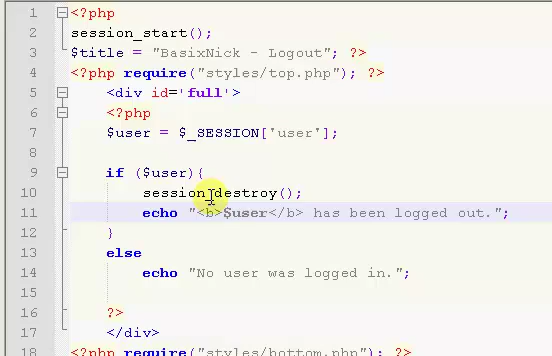 1 <?php
2 session_start();
3 $title = "BasixNick - Logout"; ?>
4 <?php require("styles/top.php"); ?>
5 <div id='full'>
6 <?php
7 $user = $_SESSION['user'];
8
9 if ($user){
10 session_destroy();
11 echo "<b>$user</b> has been logged out.";
12 }
13 else
14 echo "No user was logged in.";
15
16 ?>
17 </div>
18 <?php require("styles/bottom.php"); ?>